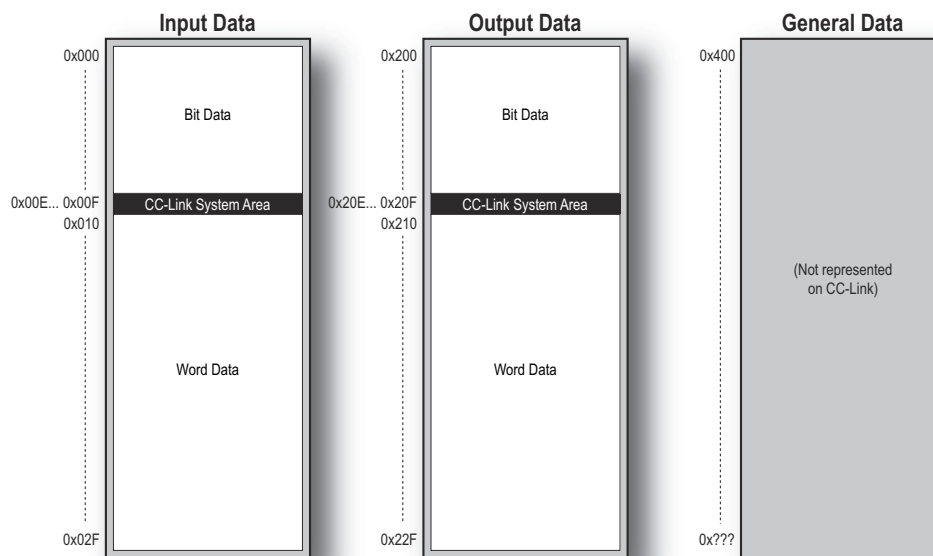 Input Data
0x000
Bit Data
0x00E... 0x00F
CC-Link System Area
0x010
Word Data
0x02F
Output Data
0x200
Bit Data
0x20E... 0x20F
CC-Link System Area
0x210
Word Data
0x22F
General Data
0x400
(Not represented
on CC-Link)
0x???